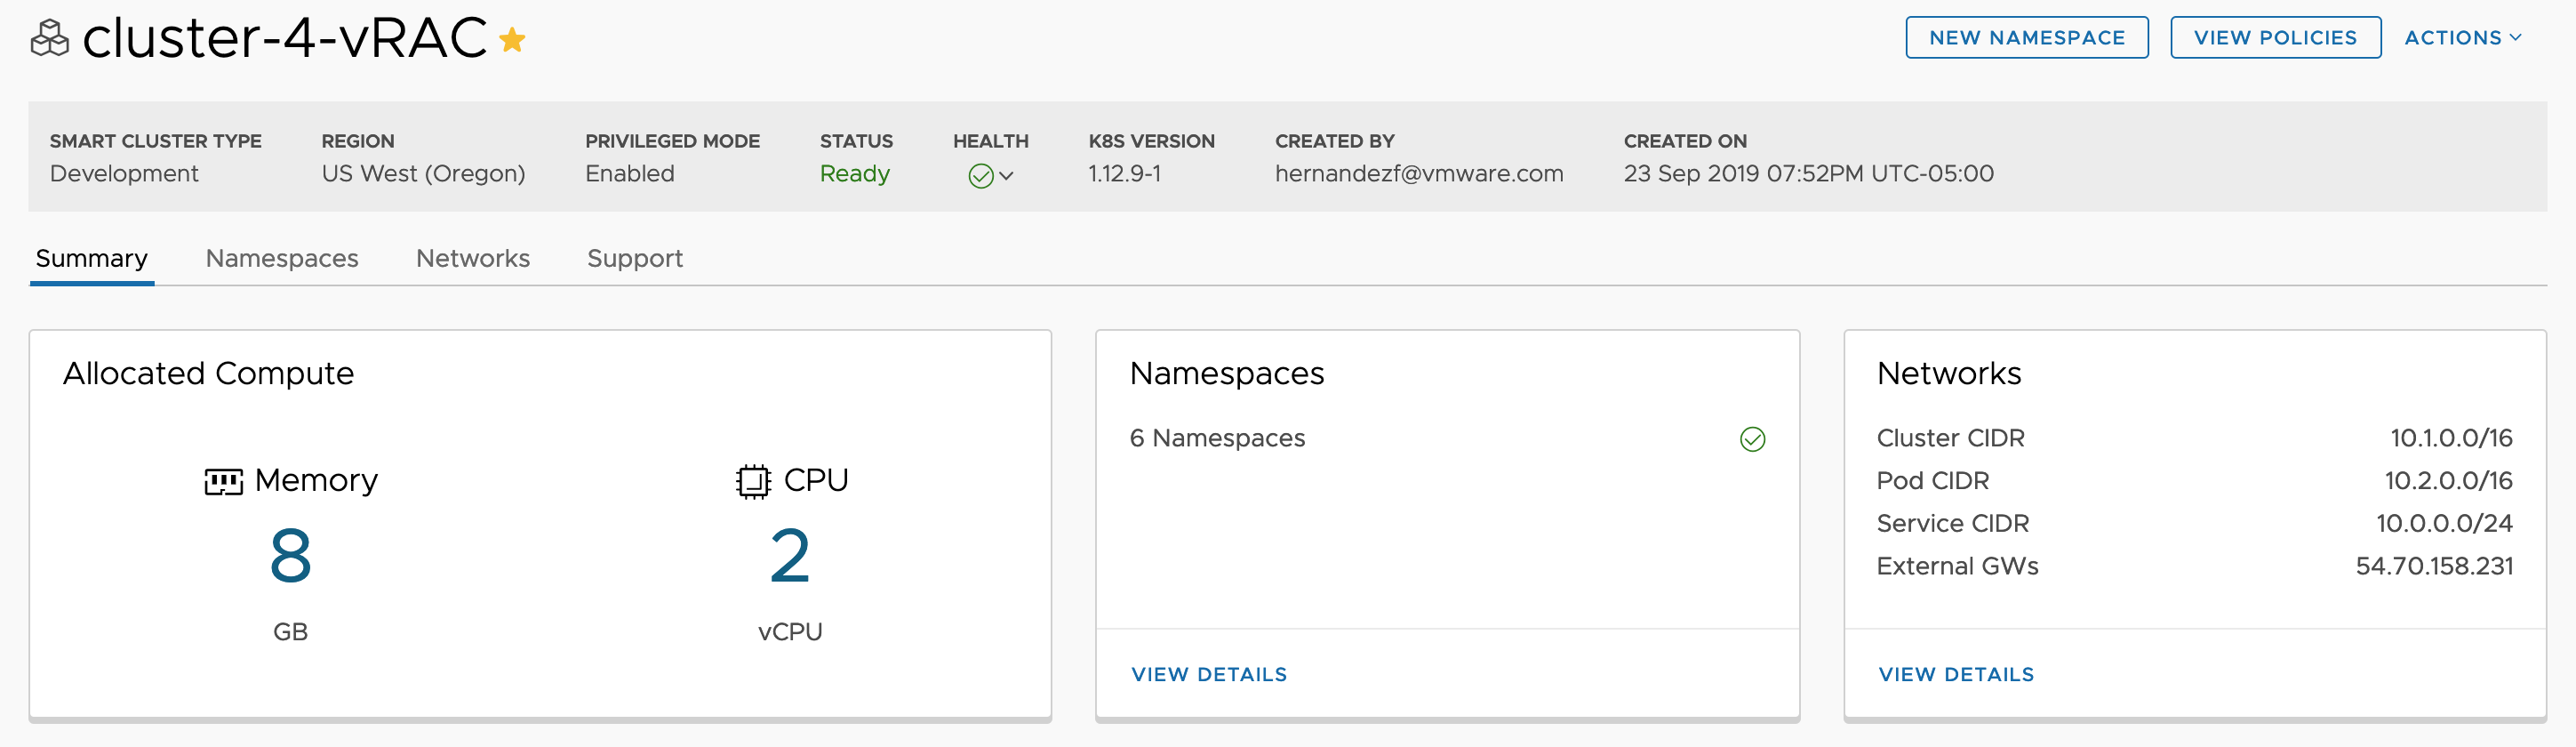 cluster-4-vRAC
NEW NAMESPACE
VIEW POLICIES
ACTIONS
SMART CLUSTER TYPE
Development
REGION
US West (Oregon)
PRIVILEGED MODE
Enabled
STATUS
Ready
HEALTH
K8S VERSION
1.12.9-1
CREATED BY
hernandezf@vmware.com
CREATED ON
23 Sep 2019 07:52PM UTC-05:00
Summary
Namespaces
Networks
Support
Allocated Compute
Memory
8
GB
CPU
2
vCPU
Namespaces
6 Namespaces
VIEW DETAILS
Networks
Cluster CIDR 10.1.0.0/16
Pod CIDR 10.2.0.0/16
Service CIDR 10.0.0.0/24
External GWs 54.70.158.231
VIEW DETAILS